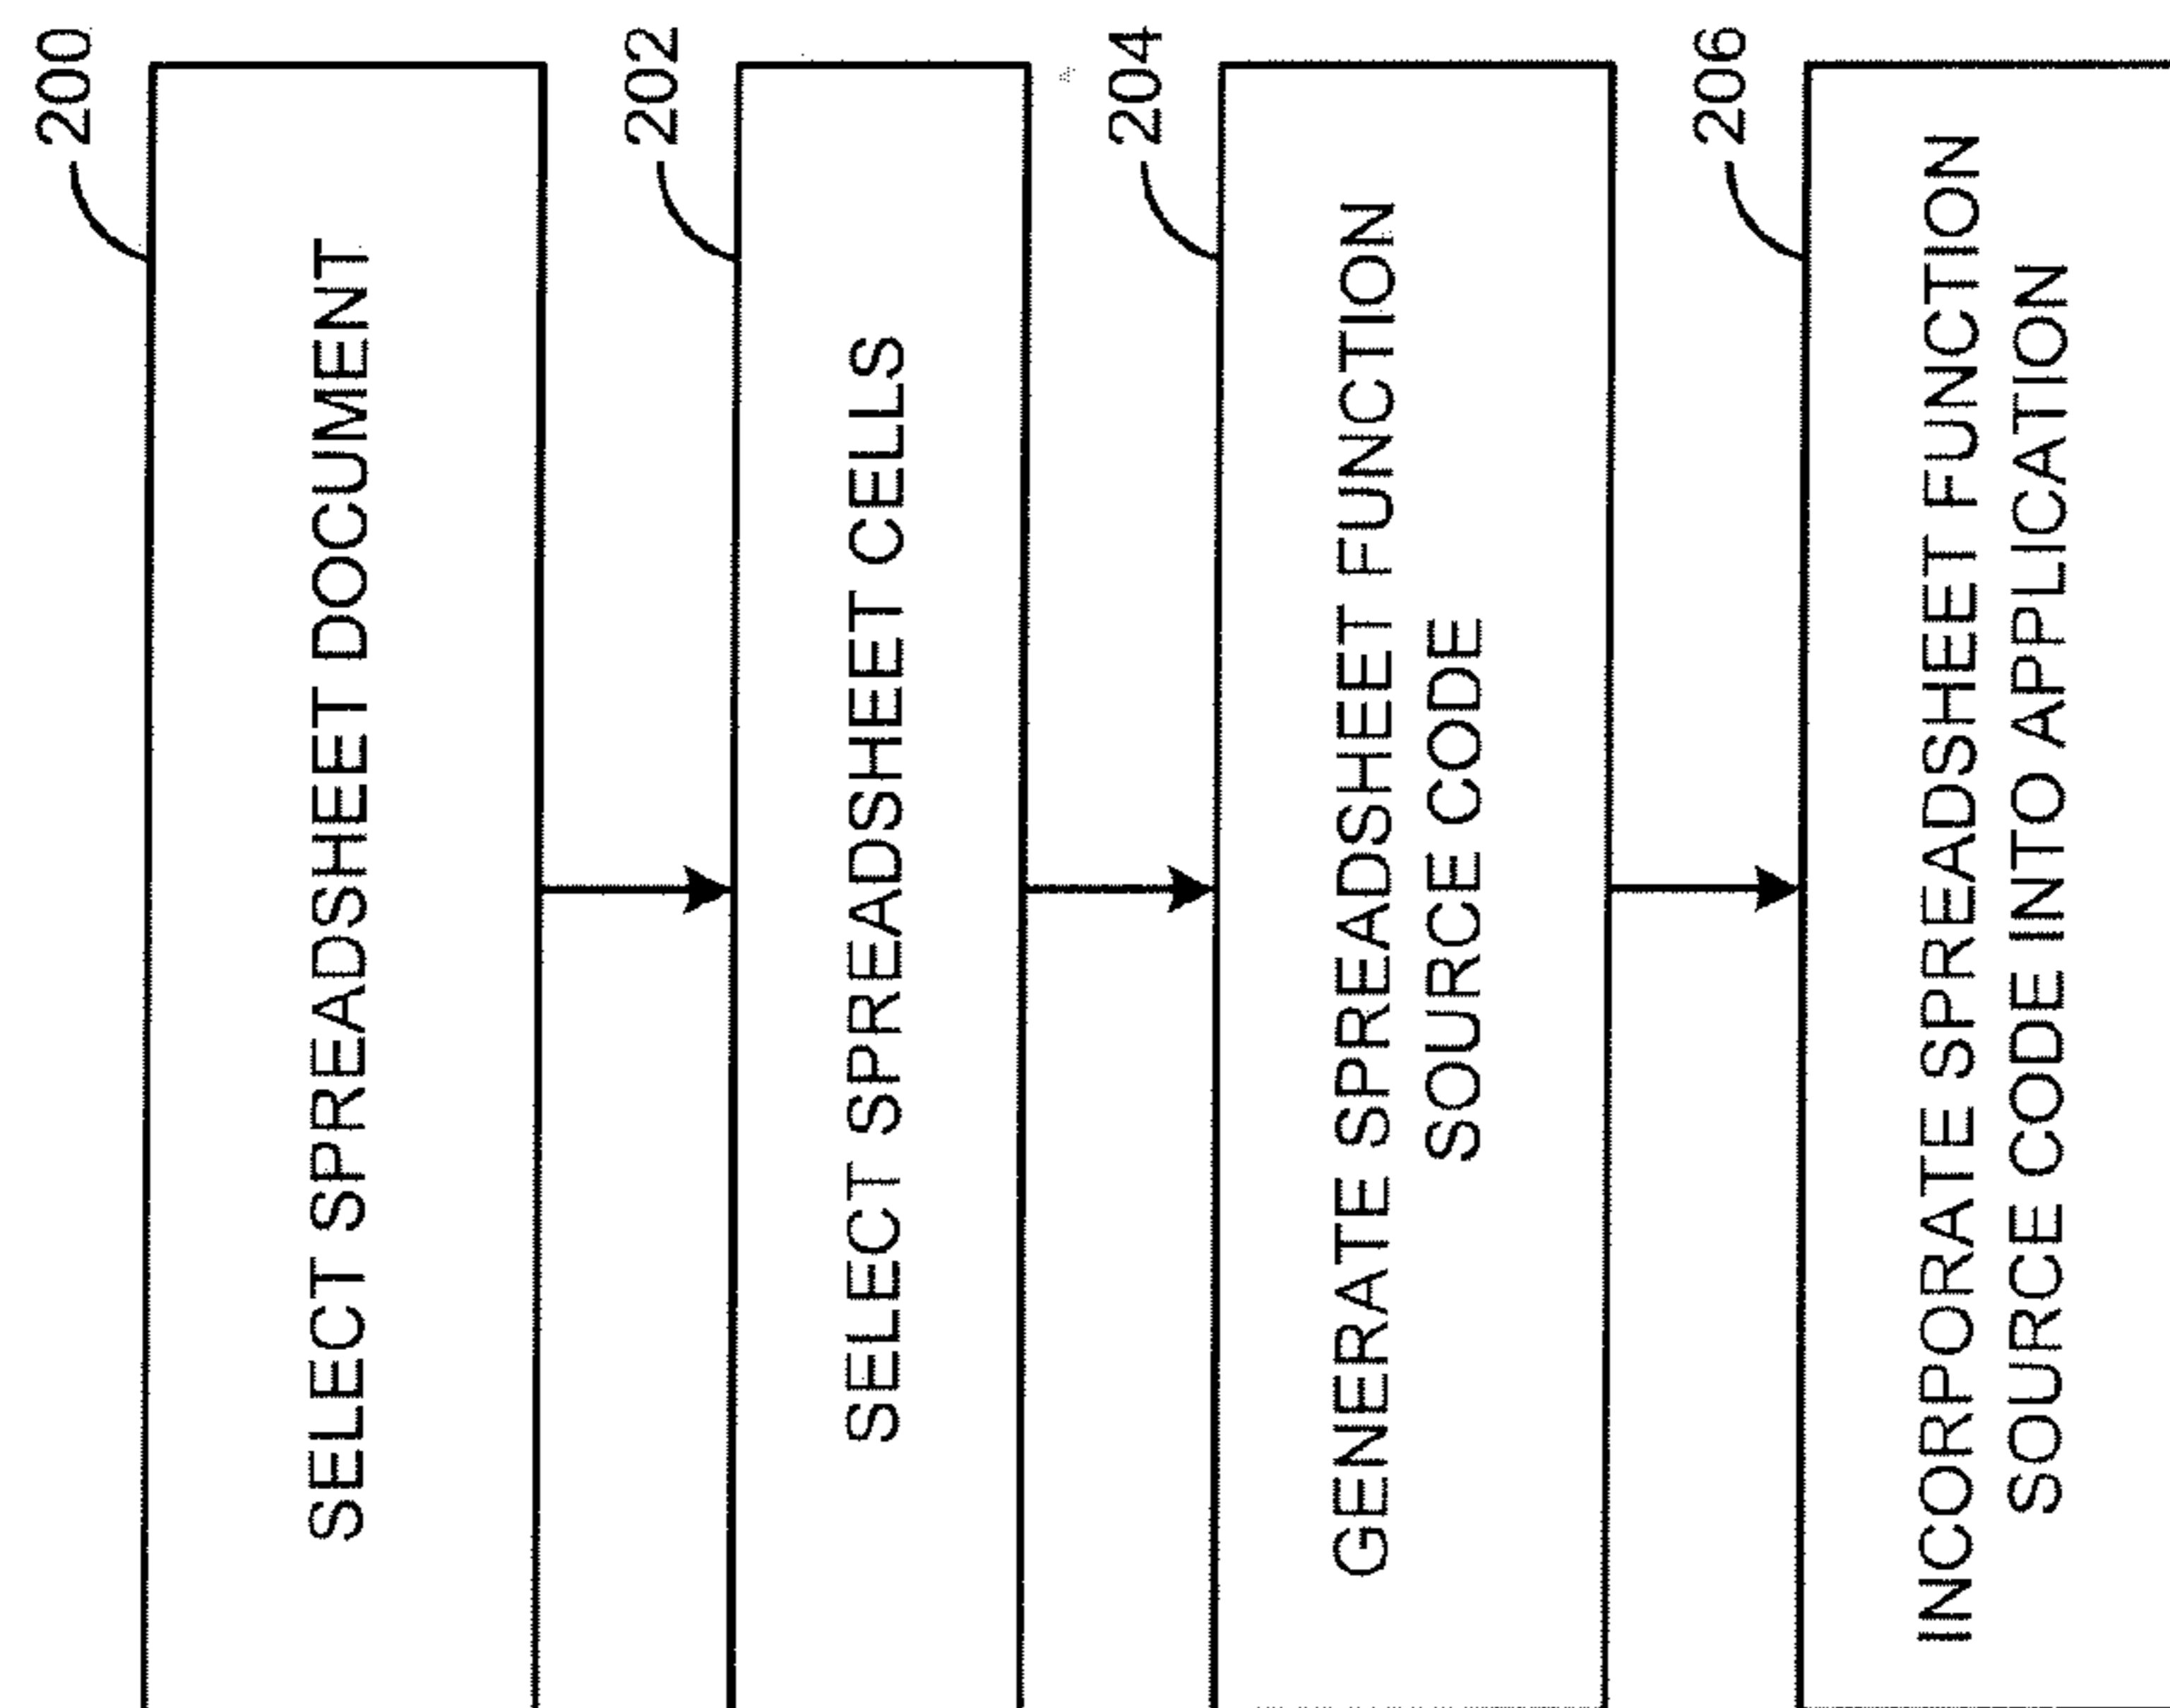 200
SELECT SPREADSHEET DOCUMENT
202
SELECT SPREADSHEET CELLS
204
GENERATE SPREADSHEET FUNCTION
SOURCE CODE
206
INCORPORATE SPREADSHEET FUNCTION
SOURCE CODE INTO APPLICATION